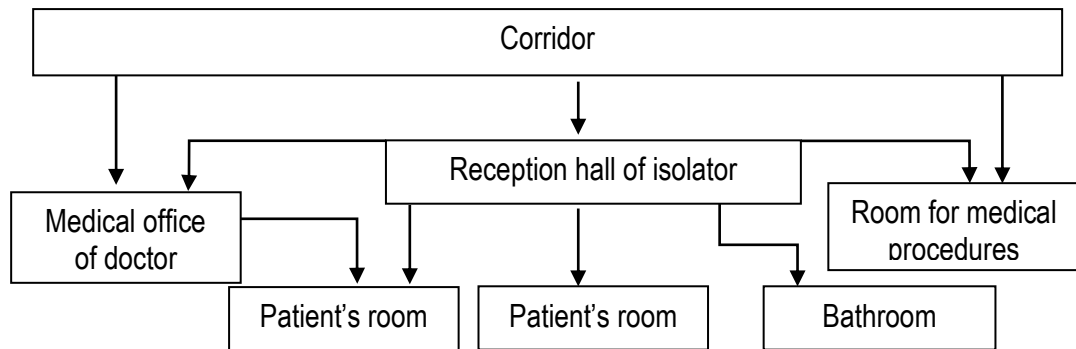 Corridor
Reception hall of isolator
Medical office
of doctor
Room for medical
procedures
Patient’s room
Patient’s room
Bathroom